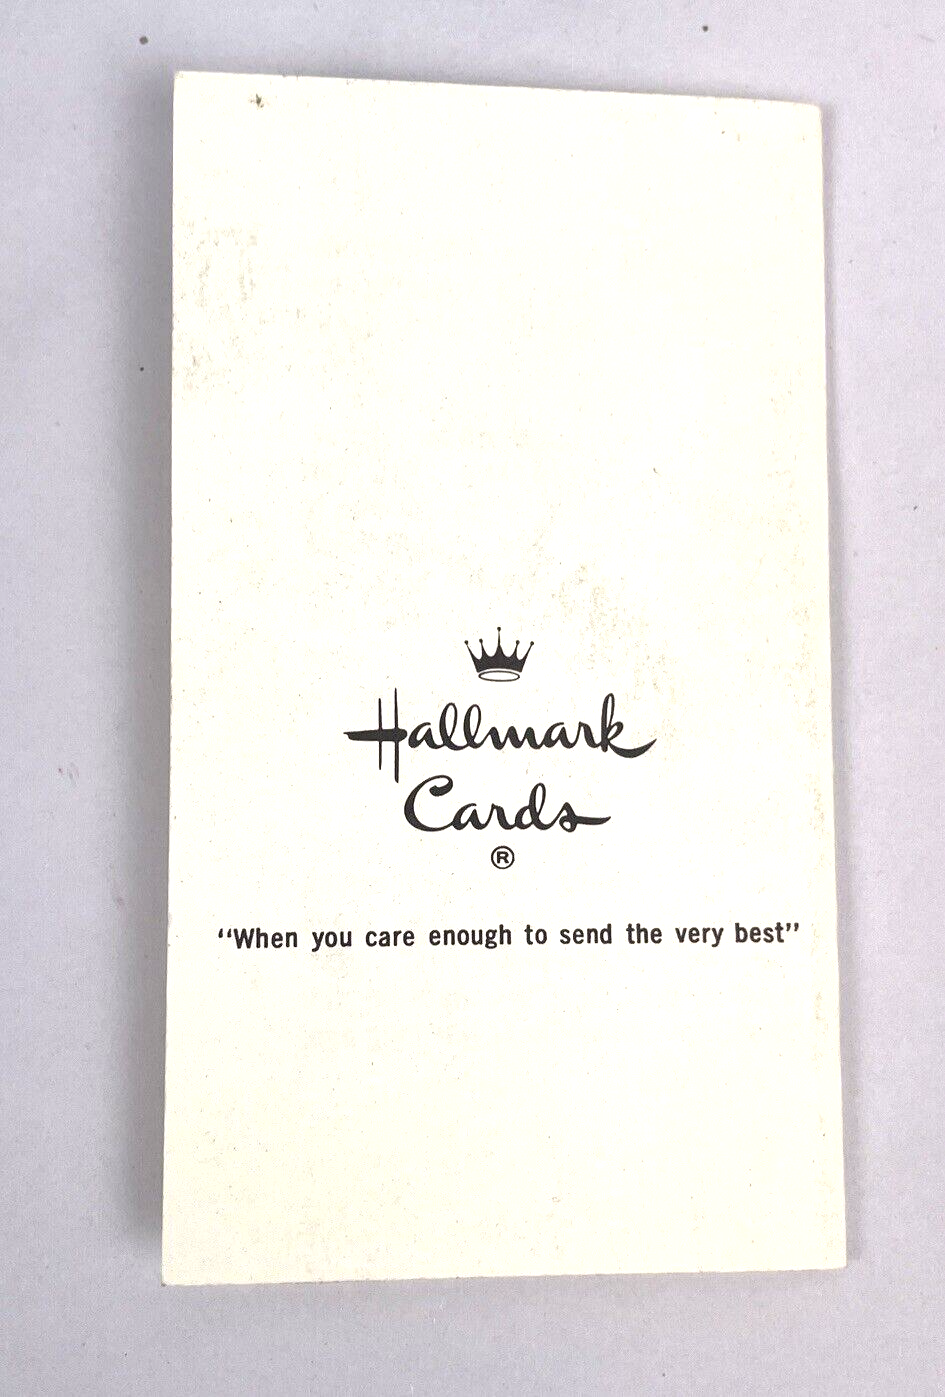 Hallmark
Cards
®
“When you care enough to send the very best”